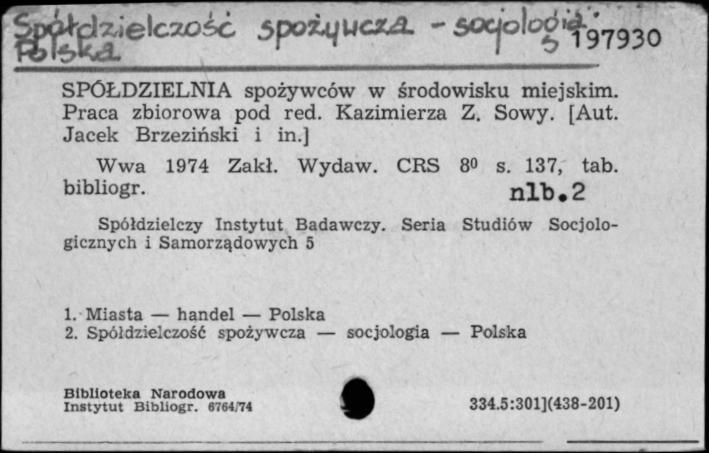 Spółdzielczość spożywcza - socjologia
Polska
S 197930
SPÓŁDZIELNIA spożywców w środowisku miejskim.
Praca zbiorowa pod red. Kazimierza Z. Sowy. [Aut.
Jacek Brzeziński i in.]
Wwa 1974 Zakł. Wydaw. CRS 8⁰ s. 137, tab.
bibliogr.
nlb.2
Spółdzielczy Instytut Badawczy. Seria Studiów Socjolo-
gicznych i Samorządowych 5
1. Miasta — handel — Polska
2. Spółdzielczość spożywcza — socjologia — Polska
Biblioteka Narodowa
Instytut Bibliogr. 6764/74
334.5:301](438-201)